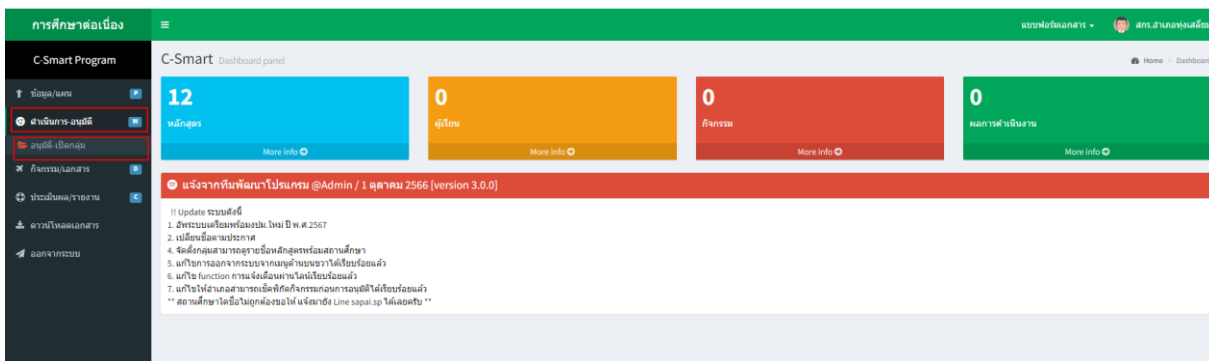 การศึกษาต่อเนื่อง
แบบฟอร์มเอกสาร
สกร.อำเภอทุ่งเสลี่ยม
C-Smart Program
C-Smart Dashboard panel
Home > Dashboard
ข้อมูล/แผน P
ดำเนินการ-อนุมัติ W
อนุมัติ-เปิดกลุ่ม
กิจกรรม/เอกสาร D
ประเมินผล/รายงาน C
ดาวน์โหลดเอกสาร
ออกจากระบบ
12
หลักสูตร
More info
0
ผู้เรียน
More info
0
กิจกรรม
More info
0
ผลการดำเนินงาน
More info
แจ้งจากทีมพัฒนาโปรแกรม @Admin / 1 ตุลาคม 2566 [version 3.0.0]
!! Update ระบบดังนี้
1. อัพระบบเตรียมพร้อมงปม.ใหม่ ปี พ.ศ.2567
2. เปลี่ยนชื่อตามประกาศ
4. จัดตั้งกลุ่มสามารถดูรายชื่อหลักสูตรพร้อมสถานศึกษา
5. แก้ไขการออกจากระบบจากเมนูด้านบนขวาได้เรียบร้อยแล้ว
6. แก้ไข function การแจ้งเตือนผ่านไลน์เรียบร้อยแล้ว
7. แก้ไขให้อำเภอสามารถเช็คพิกัดกิจกรรมก่อนการอนุมัติได้เรียบร้อยแล้ว
** สถานศึกษาใดชื่อไม่ถูกต้องขอให้ แจ้งมายัง Line sapai.sp ได้เลยครับ **